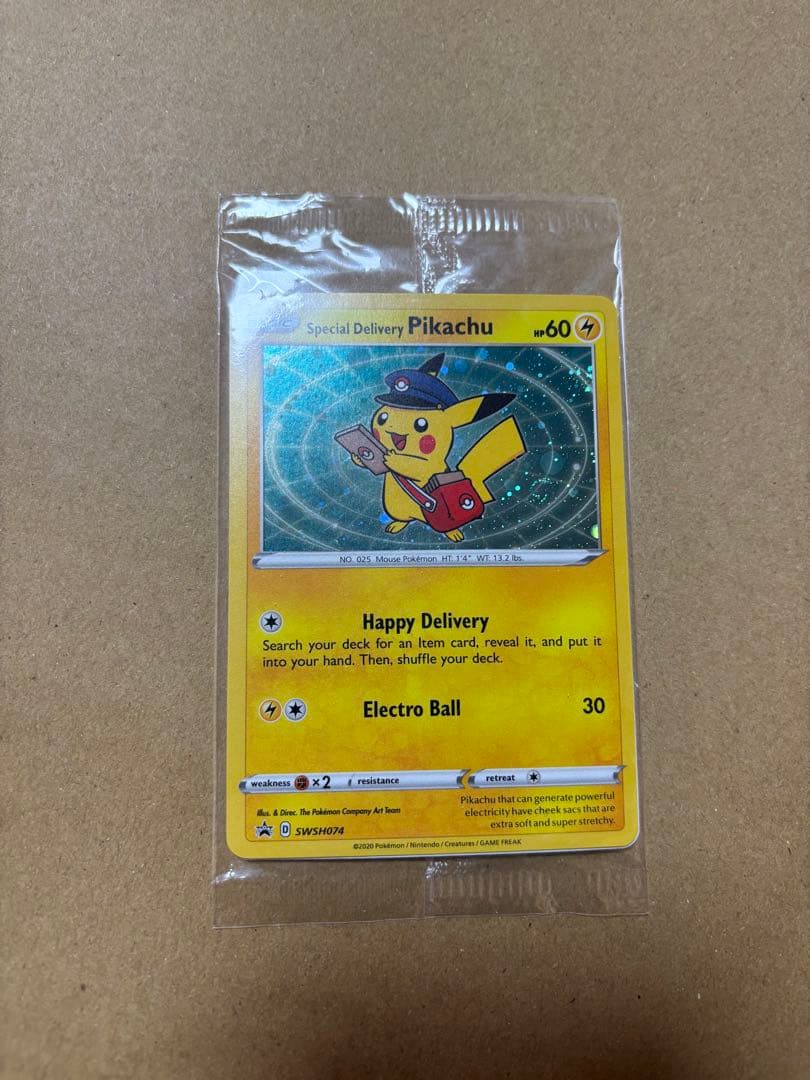 Special Delivery Pikachu HP60
NO. 025 Mouse Pokémon HT: 1'4" WT: 13.2 lbs.
Happy Delivery
Search your deck for an Item card, reveal it, and put it
into your hand. Then, shuffle your deck.
Electro Ball 30
weakness ×2 resistance retreat
Illus. & Direc. The Pokémon Company Art Team
Pikachu that can generate powerful
electricity have cheek sacs that are
extra soft and super stretchy.
D SWSH074
©2020 Pokémon / Nintendo / Creatures / GAME FREAK